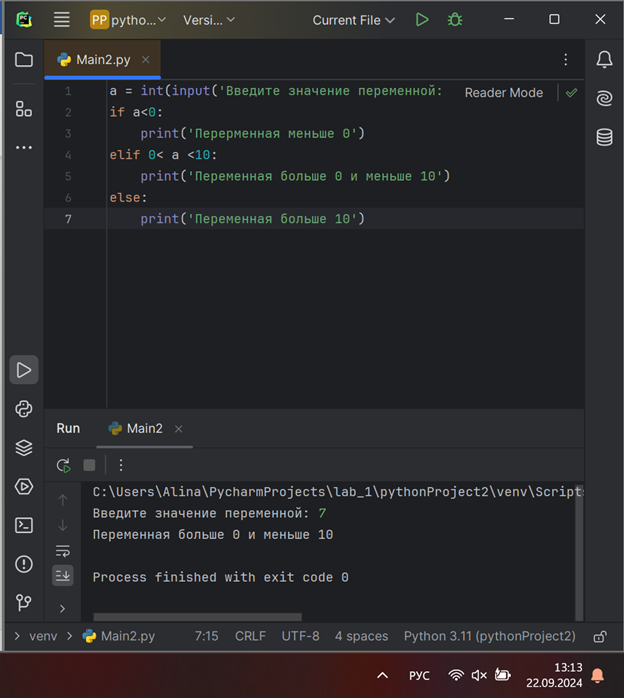 PC
PP pytho...
Versi...
Current File
Main2.py
Reader Mode
1 a = int(input('Введите значение переменной:
2 if a<0:
3 print('Перерменная меньше 0')
4 elif 0< a <10:
5 print('Переменная больше 0 и меньше 10')
6 else:
7 print('Переменная больше 10')
Run Main2
C:\Users\Alina\PycharmProjects\lab_1\pythonProject2\venv\Script
Введите значение переменной: 7
Переменная больше 0 и меньше 10
Process finished with exit code 0
venv > Main2.py 7:15 CRLF UTF-8 4 spaces Python 3.11 (pythonProject2)
РУС 13:13
22.09.2024